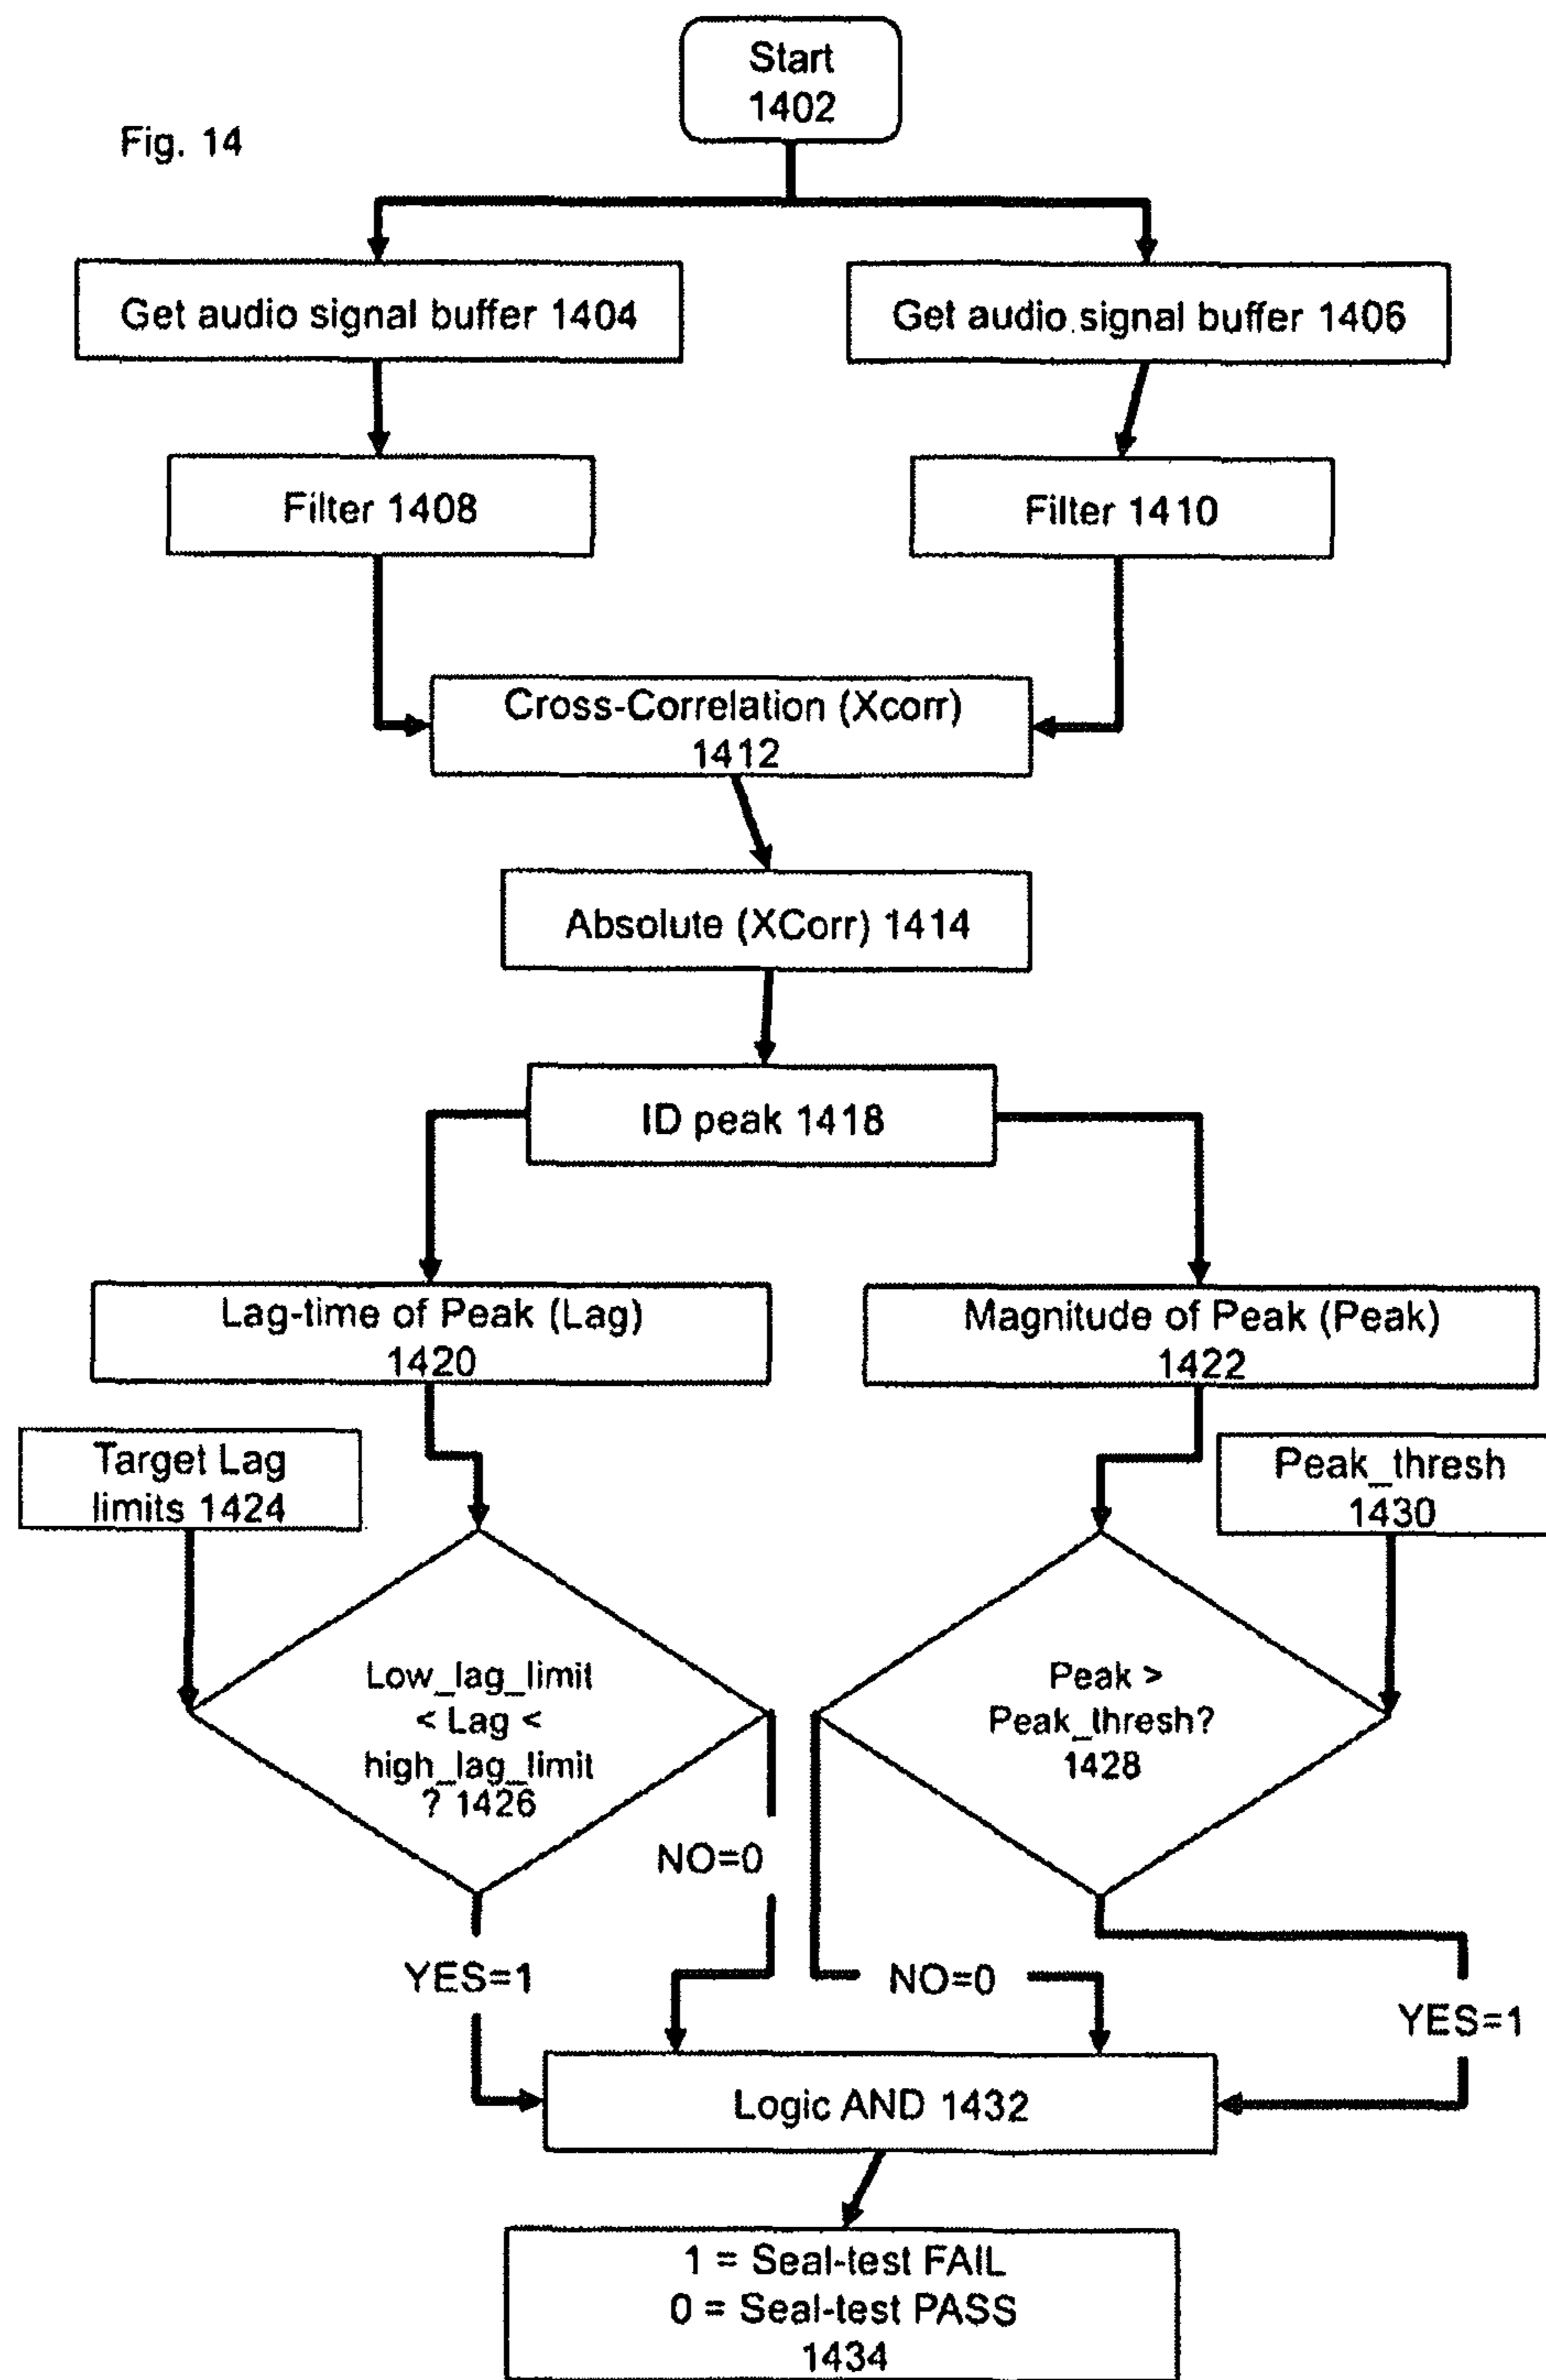 Start
1402
Fig. 14
Get audio signal buffer 1404
Get audio signal buffer 1406
Filter 1408
Filter 1410
Cross-Correlation (Xcorr)
1412
Absolute (XCorr) 1414
ID peak 1418
Lag-time of Peak (Lag)
1420
Magnitude of Peak (Peak)
1422
Target Lag
limits 1424
Peak_thresh
1430
Low_lag_limit
< Lag <
high_lag_limit
? 1426
Peak >
Peak_thresh?
1428
NO=0
YES=1
NO=0
YES=1
Logic AND 1432
1 = Seal-test FAIL
0 = Seal-test PASS
1434